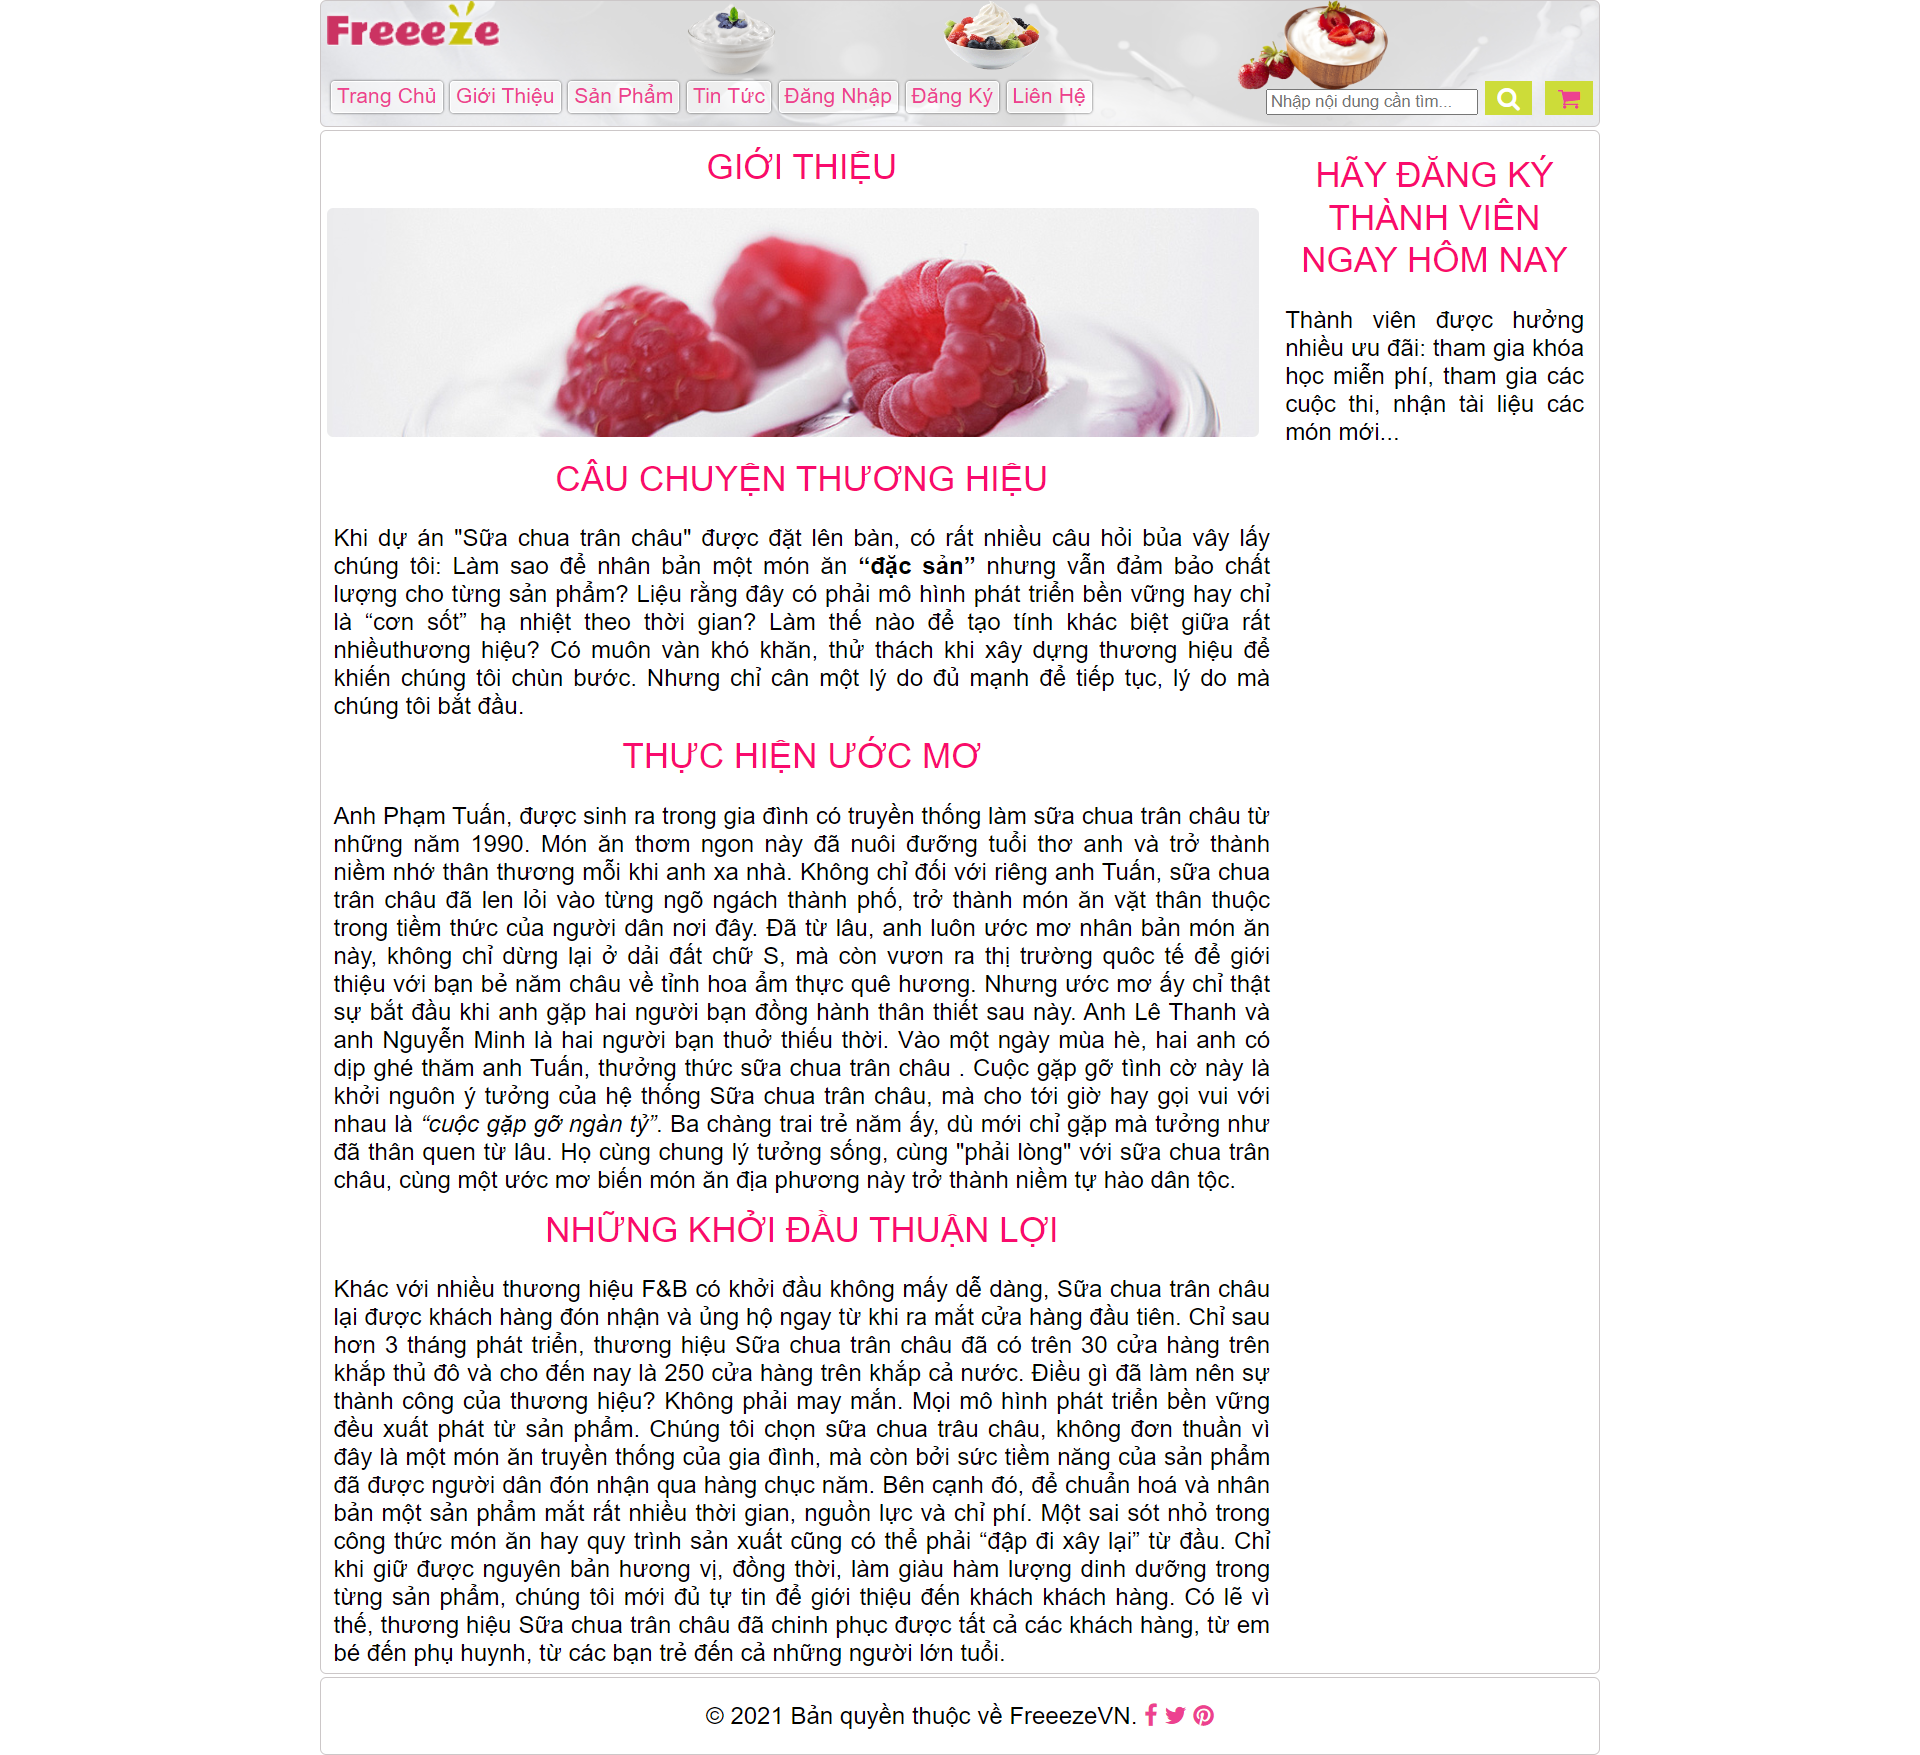 Freeeze
Trang Chủ Giới Thiệu Sản Phẩm Tin Tức Đăng Nhập Đăng Ký Liên Hệ
Nhập nội dung cần tìm...
GIỚI THIỆU
CÂU CHUYỆN THƯƠNG HIỆU
Khi dự án "Sữa chua trân châu" được đặt lên bàn, có rất nhiều câu hỏi bủa vây lấy
chúng tôi: Làm sao để nhân bản một món ăn “đặc sản” nhưng vẫn đảm bảo chất
lượng cho từng sản phẩm? Liệu rằng đây có phải mô hình phát triển bền vững hay chỉ
là “cơn sốt” hạ nhiệt theo thời gian? Làm thế nào để tạo tính khác biệt giữa rất
nhiềuthương hiệu? Có muôn vàn khó khăn, thử thách khi xây dựng thương hiệu để
khiến chúng tôi chùn bước. Nhưng chỉ cân một lý do đủ mạnh để tiếp tục, lý do mà
chúng tôi bắt đầu.
THỰC HIỆN ƯỚC MƠ
Anh Phạm Tuấn, được sinh ra trong gia đình có truyền thống làm sữa chua trân châu từ
những năm 1990. Món ăn thơm ngon này đã nuôi đưỡng tuổi thơ anh và trở thành
niềm nhớ thân thương mỗi khi anh xa nhà. Không chỉ đối với riêng anh Tuấn, sữa chua
trân châu đã len lỏi vào từng ngõ ngách thành phố, trở thành món ăn vặt thân thuộc
trong tiềm thức của người dân nơi đây. Đã từ lâu, anh luôn ước mơ nhân bản món ăn
này, không chỉ dừng lại ở dải đất chữ S, mà còn vươn ra thị trường quôc tế để giới
thiệu với bạn bẻ năm châu về tỉnh hoa ẩm thực quê hương. Nhưng ước mơ ấy chỉ thật
sự bắt đầu khi anh gặp hai người bạn đồng hành thân thiết sau này. Anh Lê Thanh và
anh Nguyễn Minh là hai người bạn thuở thiếu thời. Vào một ngày mùa hè, hai anh có
dịp ghé thăm anh Tuấn, thưởng thức sữa chua trân châu . Cuộc gặp gỡ tình cờ này là
khởi nguôn ý tưởng của hệ thống Sữa chua trân châu, mà cho tới giờ hay gọi vui với
nhau là “cuộc gặp gỡ ngàn tỷ”. Ba chàng trai trẻ năm ấy, dù mới chỉ gặp mà tưởng như
đã thân quen từ lâu. Họ cùng chung lý tưởng sống, cùng "phải lòng" với sữa chua trân
châu, cùng một ước mơ biến món ăn địa phương này trở thành niềm tự hào dân tộc.
NHỮNG KHỞI ĐẦU THUẬN LỢI
Khác với nhiều thương hiệu F&B có khởi đầu không mấy dễ dàng, Sữa chua trân châu
lại được khách hàng đón nhận và ủng hộ ngay từ khi ra mắt cửa hàng đầu tiên. Chỉ sau
hơn 3 tháng phát triển, thương hiệu Sữa chua trân châu đã có trên 30 cửa hàng trên
khắp thủ đô và cho đến nay là 250 cửa hàng trên khắp cả nước. Điều gì đã làm nên sự
thành công của thương hiệu? Không phải may mắn. Mọi mô hình phát triển bền vững
đều xuất phát từ sản phẩm. Chúng tôi chọn sữa chua trâu châu, không đơn thuần vì
đây là một món ăn truyền thống của gia đình, mà còn bởi sức tiềm năng của sản phẩm
đã được người dân đón nhận qua hàng chục năm. Bên cạnh đó, để chuẩn hoá và nhân
bản một sản phẩm mắt rất nhiều thời gian, nguồn lực và chỉ phí. Một sai sót nhỏ trong
công thức món ăn hay quy trình sản xuất cũng có thể phải “đập đi xây lại” từ đầu. Chỉ
khi giữ được nguyên bản hương vị, đồng thời, làm giàu hàm lượng dinh dưỡng trong
từng sản phẩm, chúng tôi mới đủ tự tin để giới thiệu đến khách khách hàng. Có lẽ vì
thế, thương hiệu Sữa chua trân châu đã chinh phục được tất cả các khách hàng, từ em
bé đến phụ huynh, từ các bạn trẻ đến cả những người lớn tuổi.
HÃY ĐĂNG KÝ
THÀNH VIÊN
NGAY HÔM NAY
Thành viên được hưởng
nhiều ưu đãi: tham gia khóa
học miễn phí, tham gia các
cuộc thi, nhận tài liệu các
món mới...
© 2021 Bản quyền thuộc về FreeezeVN.